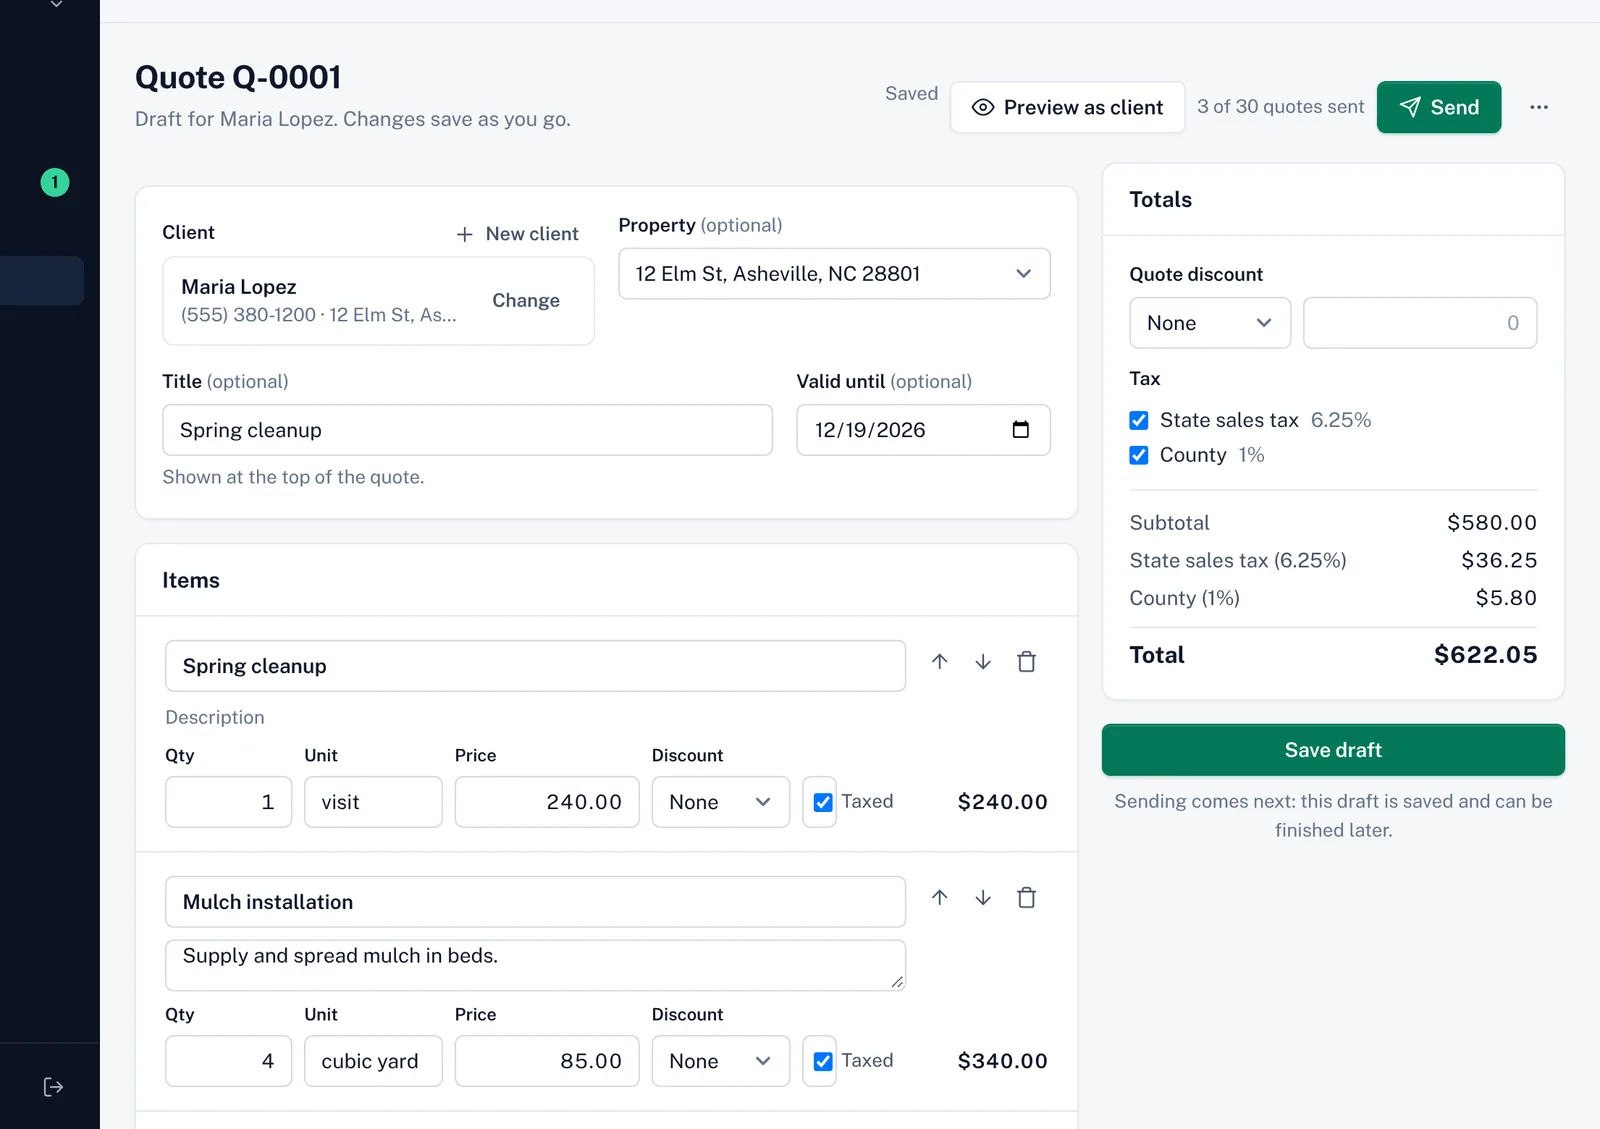 1
Quote Q-0001
Draft for Maria Lopez. Changes save as you go.
Saved
Preview as client
3 of 30 quotes sent
Send
Client
New client
Maria Lopez
(555) 380-1200 · 12 Elm St, As...
Change
Property (optional)
12 Elm St, Asheville, NC 28801
Title (optional)
Spring cleanup
Shown at the top of the quote.
Valid until (optional)
12/19/2026
Items
Spring cleanup
Description
Qty Unit Price Discount
1 visit 240.00 None Taxed $240.00
Mulch installation
Supply and spread mulch in beds.
Qty Unit Price Discount
4 cubic yard 85.00 None Taxed $340.00
Totals
Quote discount
None 0
Tax
State sales tax 6.25%
County 1%
Subtotal $580.00
State sales tax (6.25%) $36.25
County (1%) $5.80
Total $622.05
Save draft
Sending comes next: this draft is saved and can be
finished later.